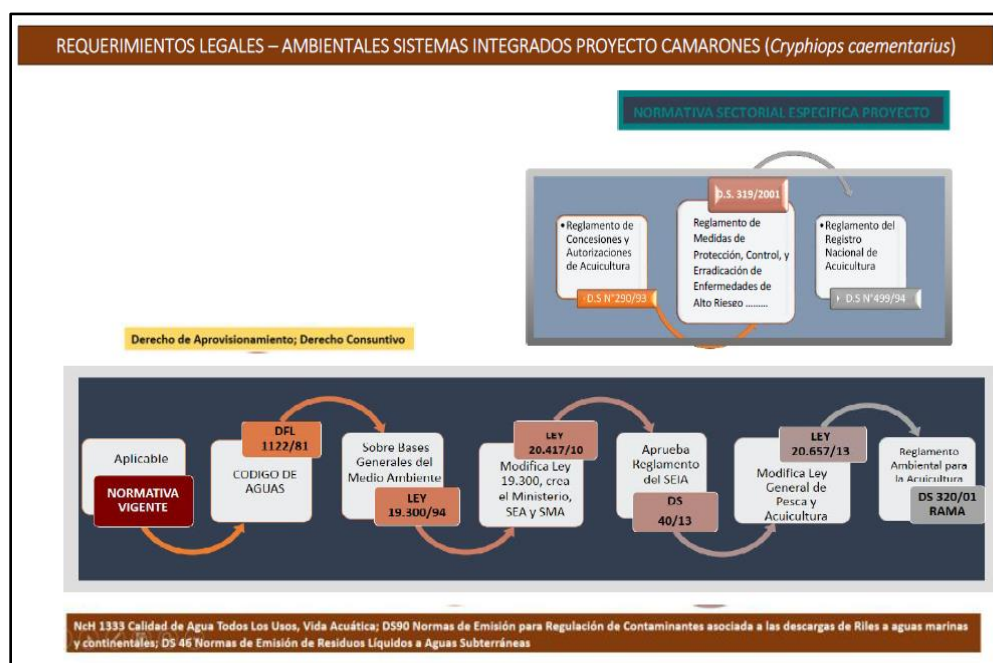 REQUERIMIENTOS LEGALES – AMBIENTALES SISTEMAS INTEGRADOS PROYECTO CAMARONES (Cryphiops caementarius)
NORMATIVA SECTORIAL ESPECIFICA PROYECTO
•Reglamento de
Concesiones y
Autorizaciones
de Acuicultura
D.S N°290/93
D.S. 319/2001
Reglamento de
Medidas de
Protección, Control, y
Erradicación de
Enfermedades de
Alto Riesgo .........
•Reglamento del
Registro
Nacional de
Acuicultura
D.S N°499/94
Derecho de Aprovisionamiento; Derecho Consuntivo
Aplicable
NORMATIVA
VIGENTE
DFL
1122/81
CODIGO DE
AGUAS
Sobre Bases
Generales del
Medio Ambiente
LEY
19.300/94
LEY
20.417/10
Modifica Ley
19.300, crea
el Ministerio,
SEA y SMA
Aprueba
Reglamento
del SEIA
DS
40/13
LEY
20.657/13
Modifica Ley
General de
Pesca y
Acuicultura
Reglamento
Ambiental para
la Acuicultura
DS 320/01
RAMA
NcH 1333 Calidad de Agua Todos Los Usos, Vida Acuática; DS90 Normas de Emisión para Regulación de Contaminantes asociada a las descargas de Riles a aguas marinas
y continentales; DS 46 Normas de Emisión de Residuos Líquidos a Aguas Subterráneas